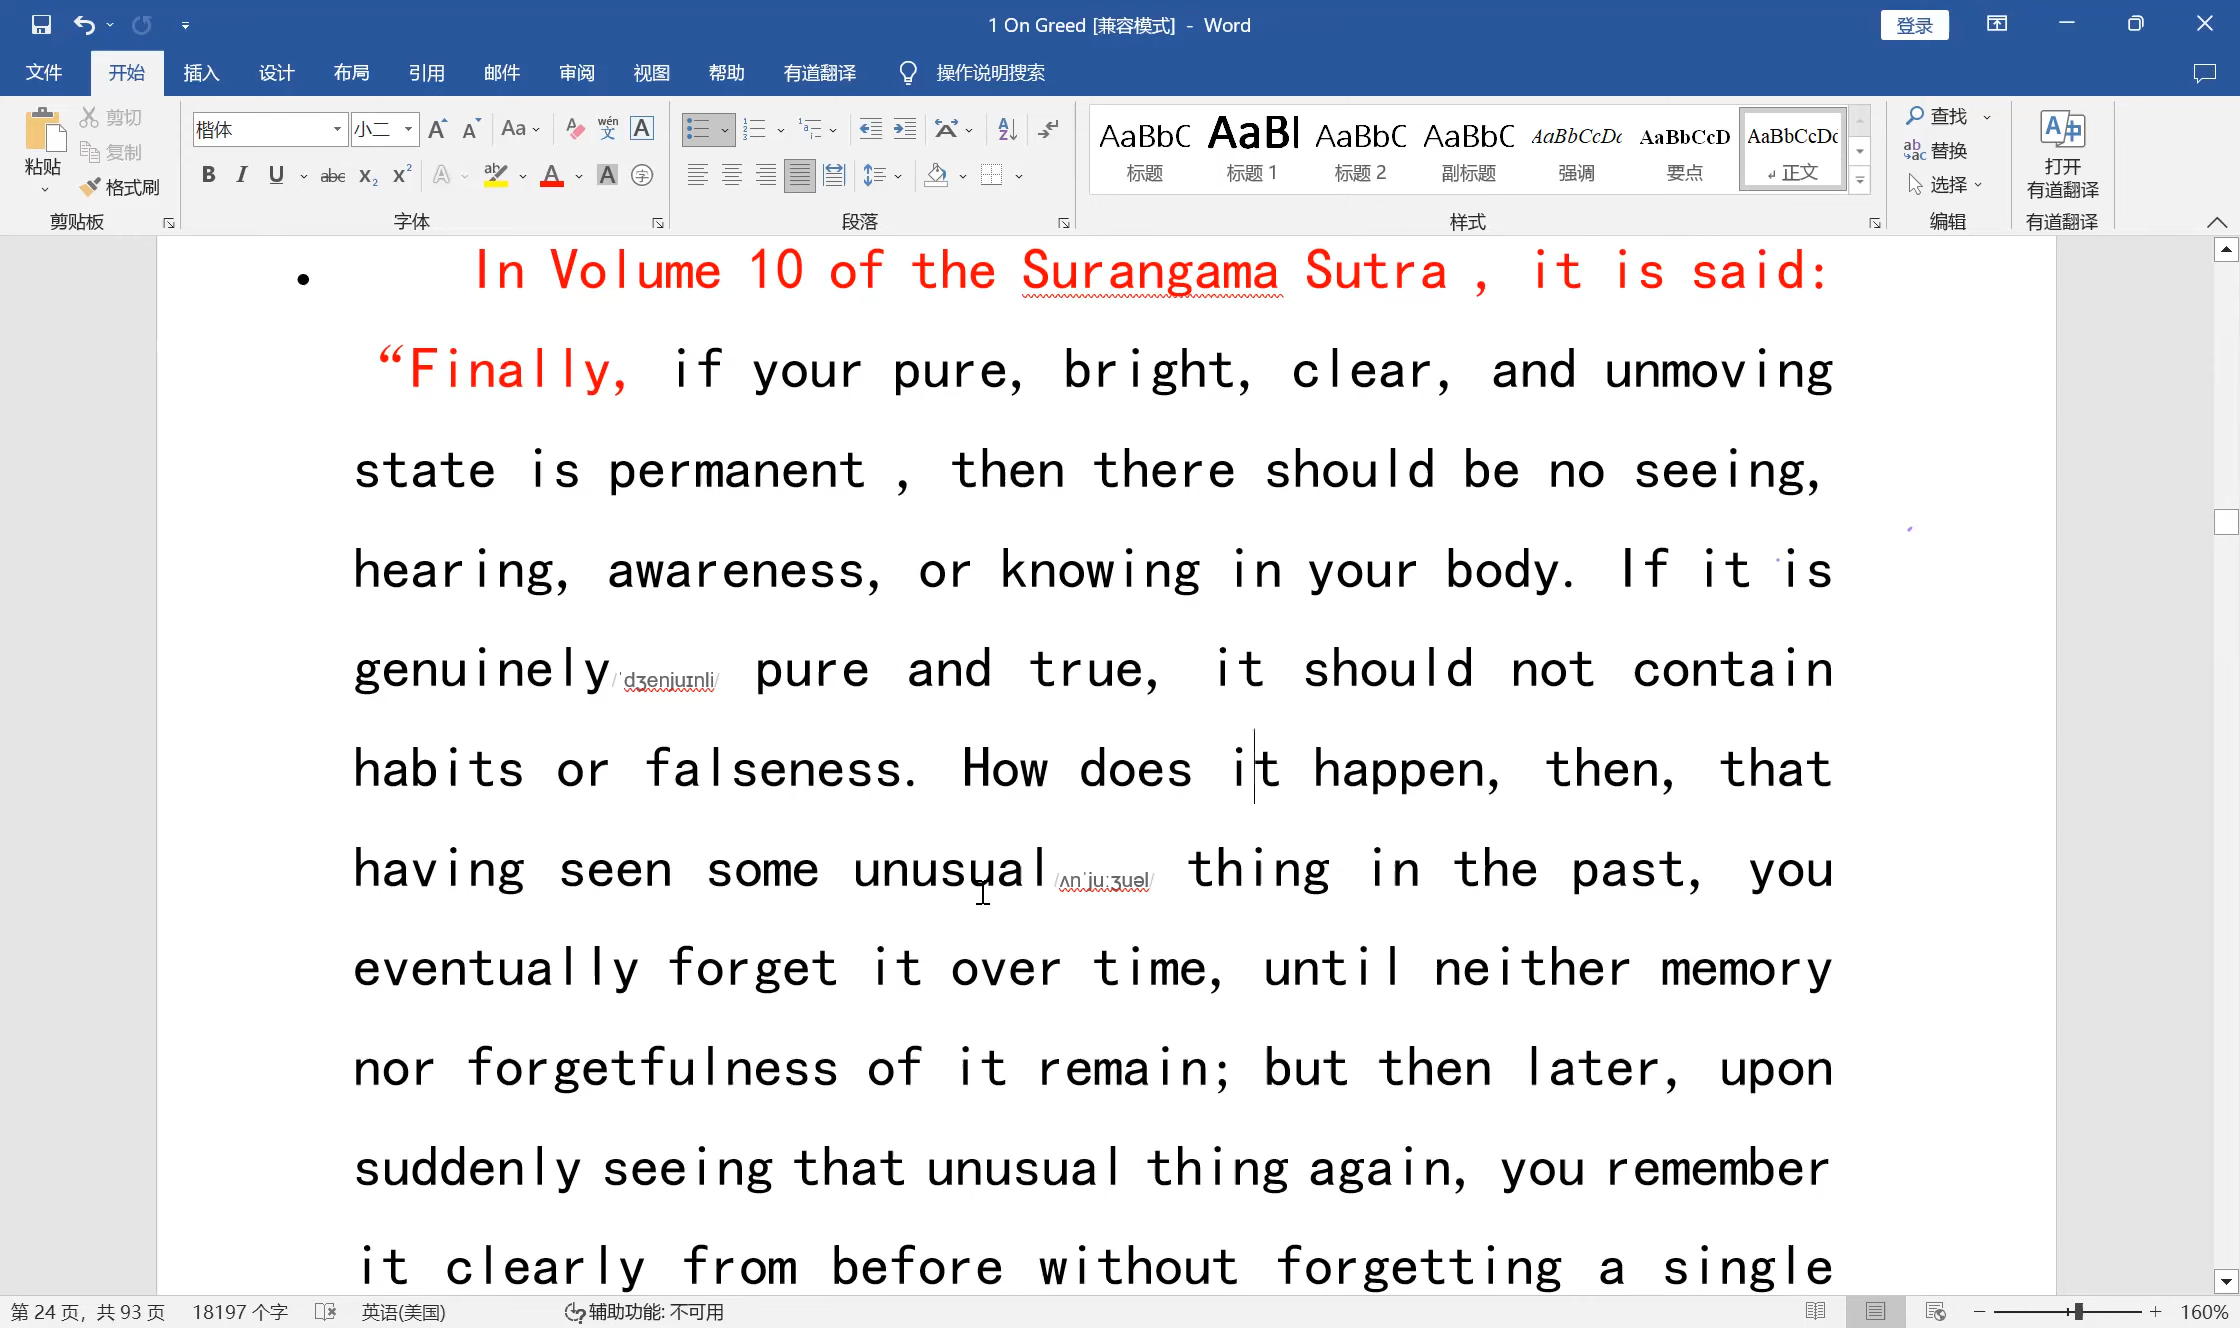 1 On Greed [兼容模式] - Word
登录
文件 开始 插入 设计 布局 引用 邮件 审阅 视图 帮助 有道翻译 操作说明搜索
粘贴 剪切 复制 格式刷
剪贴板
楷体 小二 Aa wén 文 A
B I U abc X₂ X² A ab A A 字
字体
段落
AaBbC 标题
AaBl 标题 1
AaBbC 标题 2
AaBbC 副标题
AaBbCcDc 强调
AaBbCcD 要点
AaBbCcDc 正文
样式
查找
替换
选择
编辑
打开
有道翻译
有道翻译
• In Volume 10 of the Surangama Sutra , it is said:
“Finally, if your pure, bright, clear, and unmoving
state is permanent , then there should be no seeing,
hearing, awareness, or knowing in your body. If it is
genuinely/ˈdʒenjuɪnli/ pure and true, it should not contain
habits or falseness. How does it happen, then, that
having seen some unusual/ʌnˈjuːʒuəl/ thing in the past, you
eventually forget it over time, until neither memory
nor forgetfulness of it remain; but then later, upon
suddenly seeing that unusual thing again, you remember
it clearly from before without forgetting a single
第 24 页，共 93 页 18197 个字 英语(美国) 辅助功能: 不可用 160%